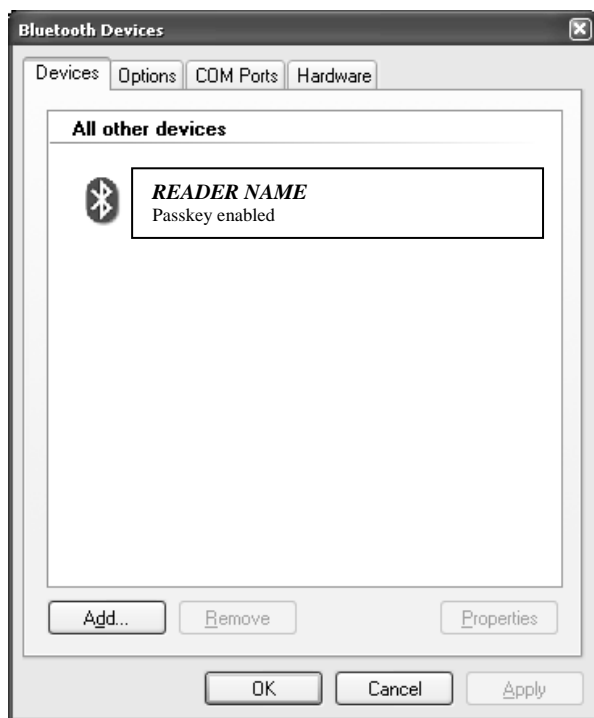 Bluetooth Devices
Devices Options COM Ports Hardware
All other devices
READER NAME
Passkey enabled
Add... Remove Properties
OK Cancel Apply